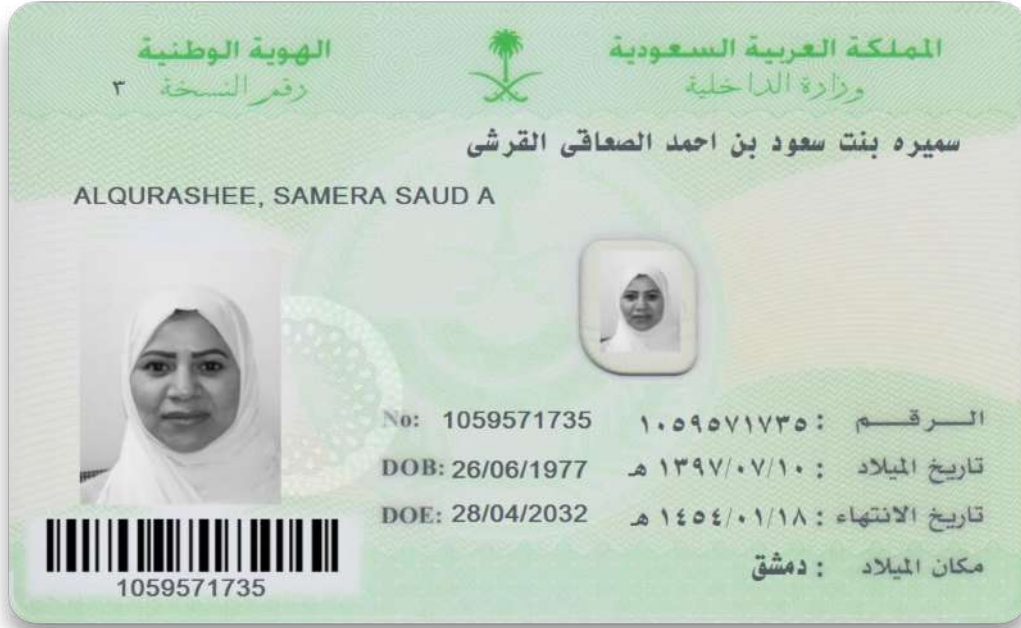 المملكة العربية السعودية
وزارة الداخلية
الهوية الوطنية
رقم النسخة ٣
سميره بنت سعود بن احمد الصعاقى القرشى
ALQURASHEE, SAMERA SAUD A
الـــرقـــم : ١٠٥٩٥٧١٧٣٥
No: 1059571735
تاريخ الميلاد : ١٣٩٧/٠٧/١٠ هـ
DOB: 26/06/1977
تاريخ الانتهاء : ١٤٥٤/٠١/١٨ هـ
DOE: 28/04/2032
مكان الميلاد : دمشق
1059571735